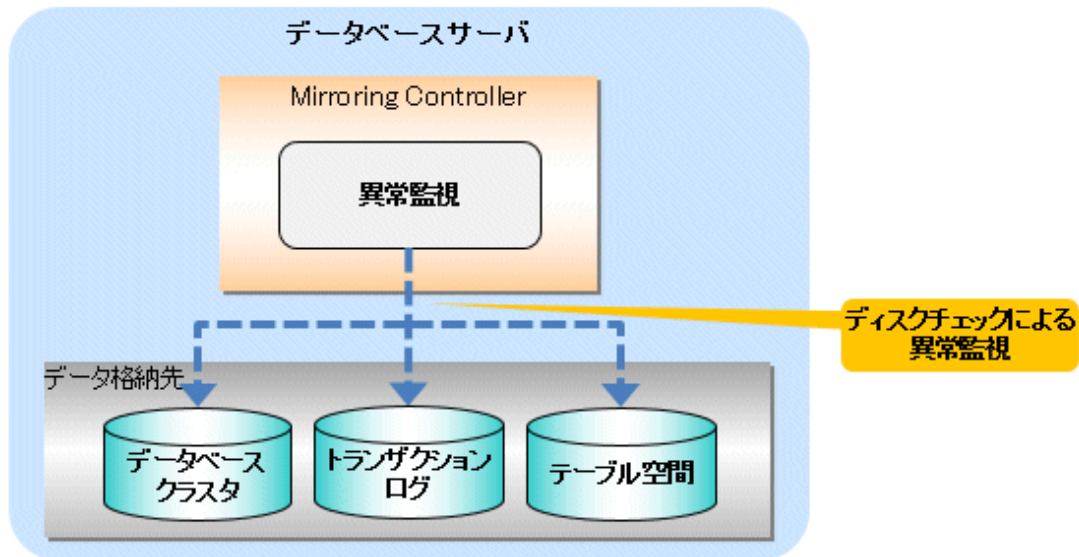 データベースサーバ
Mirroring Controller
異常監視
ディスクチェックによる
異常監視
データ格納先
データベース
クラスタ
トランザクション
ログ
テーブル空間